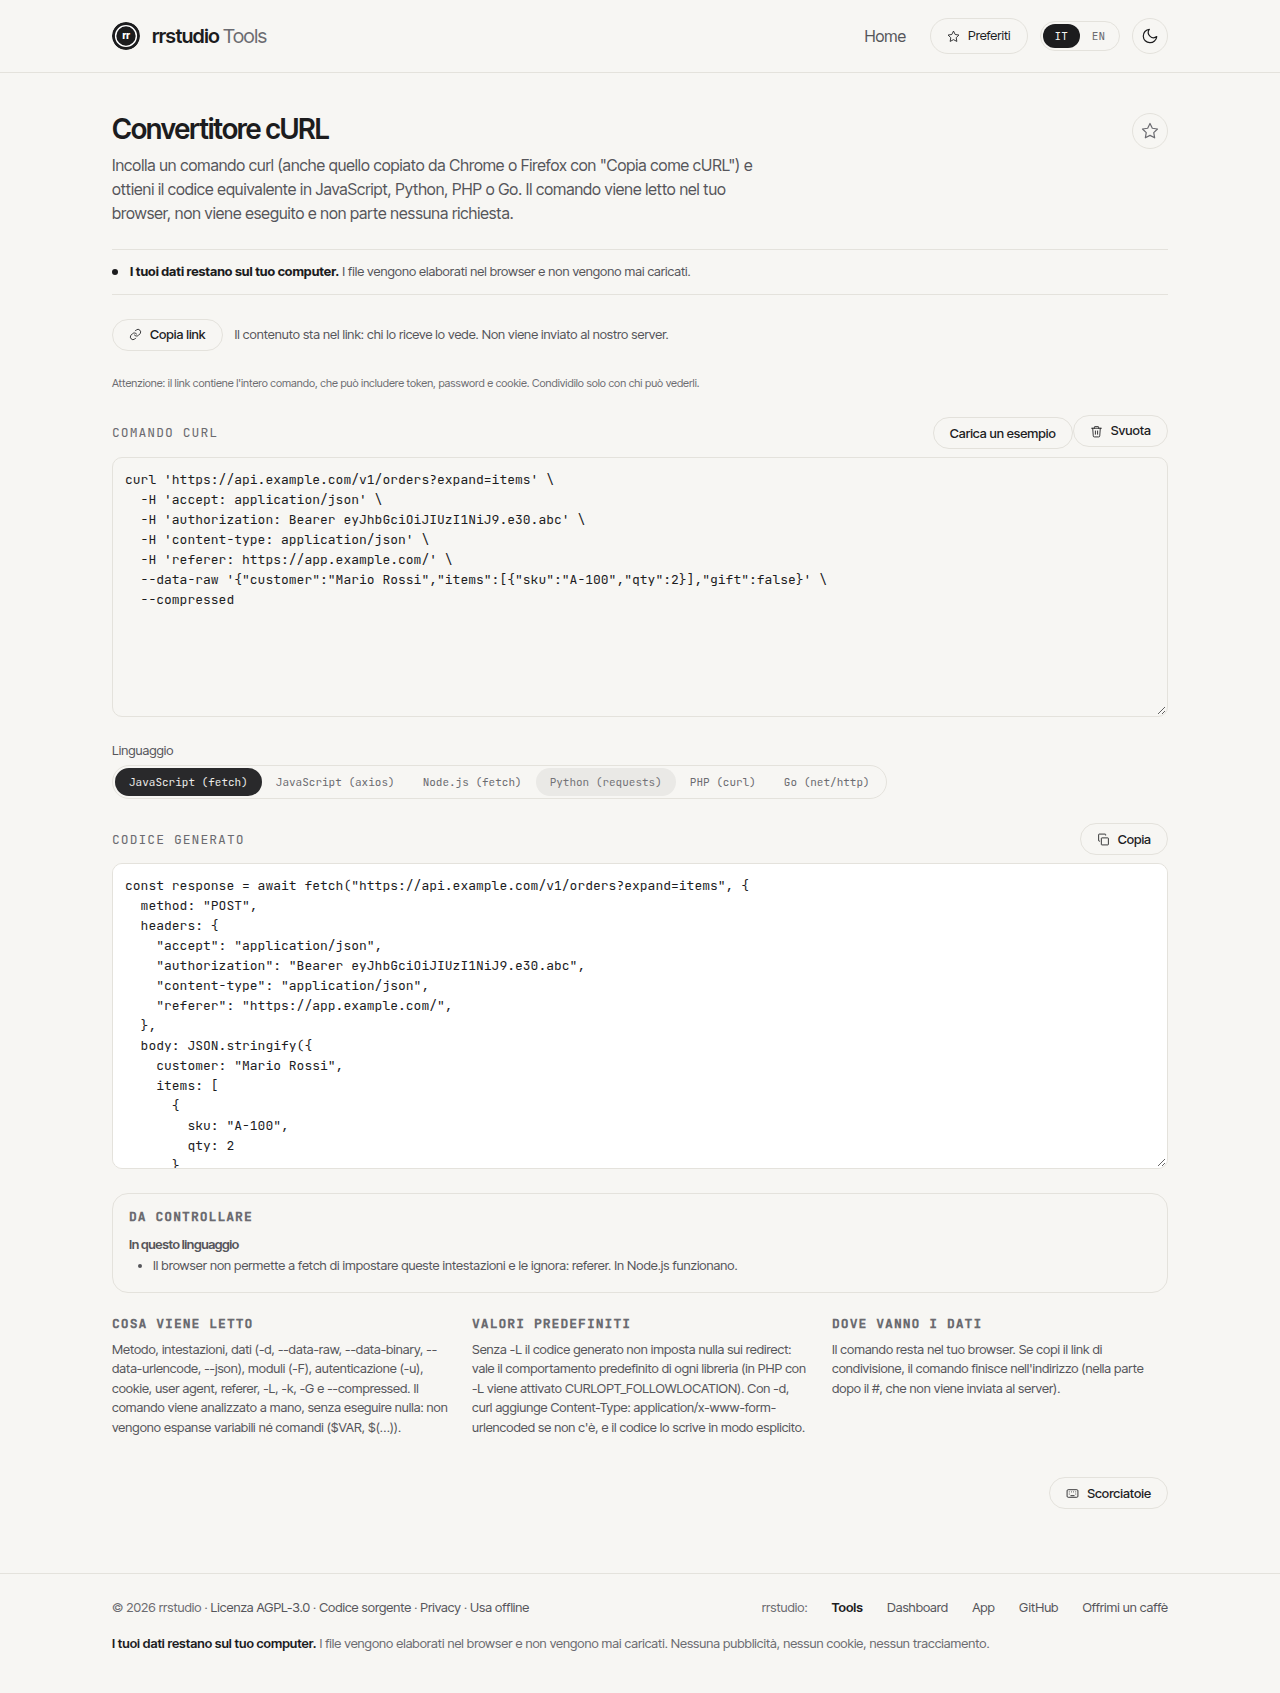 rr rrstudio Tools
Home
Preferiti
IT EN
Convertitore cURL
Incolla un comando curl (anche quello copiato da Chrome o Firefox con "Copia come cURL") e
ottieni il codice equivalente in JavaScript, Python, PHP o Go. Il comando viene letto nel tuo
browser, non viene eseguito e non parte nessuna richiesta.
I tuoi dati restano sul tuo computer. I file vengono elaborati nel browser e non vengono mai caricati.
Copia link
Il contenuto sta nel link: chi lo riceve lo vede. Non viene inviato al nostro server.
Attenzione: il link contiene l'intero comando, che può includere token, password e cookie. Condividilo solo con chi può vederli.
COMANDO CURL
Carica un esempio
Svuota
curl 'https://api.example.com/v1/orders?expand=items' \
  -H 'accept: application/json' \
  -H 'authorization: Bearer eyJhbGciOiJIUzI1NiJ9.e30.abc' \
  -H 'content-type: application/json' \
  -H 'referer: https://app.example.com/' \
  --data-raw '{"customer":"Mario Rossi","items":[{"sku":"A-100","qty":2}],"gift":false}' \
  --compressed
Linguaggio
JavaScript (fetch) JavaScript (axios) Node.js (fetch) Python (requests) PHP (curl) Go (net/http)
CODICE GENERATO
Copia
const response = await fetch("https://api.example.com/v1/orders?expand=items", {
  method: "POST",
  headers: {
    "accept": "application/json",
    "authorization": "Bearer eyJhbGciOiJIUzI1NiJ9.e30.abc",
    "content-type": "application/json",
    "referer": "https://app.example.com/",
  },
  body: JSON.stringify({
    customer: "Mario Rossi",
    items: [
      {
        sku: "A-100",
        qty: 2
      }
DA CONTROLLARE
In questo linguaggio
Il browser non permette a fetch di impostare queste intestazioni e le ignora: referer. In Node.js funzionano.
COSA VIENE LETTO
Metodo, intestazioni, dati (-d, --data-raw, --data-binary, --
data-urlencode, --json), moduli (-F), autenticazione (-u),
cookie, user agent, referer, -L, -k, -G e --compressed. Il
comando viene analizzato a mano, senza eseguire nulla: non
vengono espanse variabili né comandi ($VAR, $(...)).
VALORI PREDEFINITI
Senza -L il codice generato non imposta nulla sui redirect:
vale il comportamento predefinito di ogni libreria (in PHP con
-L viene attivato CURLOPT_FOLLOWLOCATION). Con -d,
curl aggiunge Content-Type: application/x-www-form-
urlencoded se non c'è, e il codice lo scrive in modo esplicito.
DOVE VANNO I DATI
Il comando resta nel tuo browser. Se copi il link di
condivisione, il comando finisce nell'indirizzo (nella parte
dopo il #, che non viene inviata al server).
Scorciatoie
© 2026 rrstudio · Licenza AGPL-3.0 · Codice sorgente · Privacy · Usa offline
rrstudio: Tools Dashboard App GitHub Offrimi un caffè
I tuoi dati restano sul tuo computer. I file vengono elaborati nel browser e non vengono mai caricati. Nessuna pubblicità, nessun cookie, nessun tracciamento.